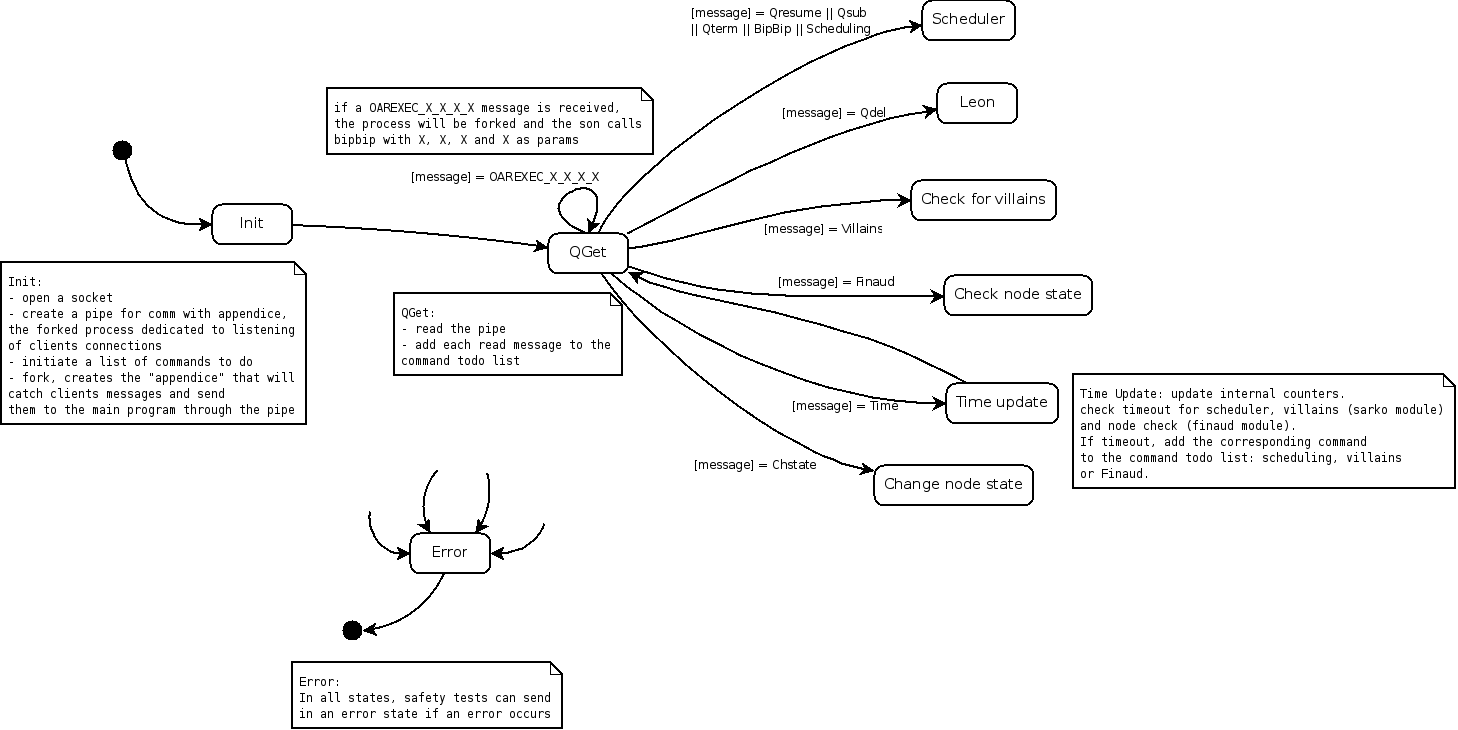 [message] = Qresume || Qsub
|| Qterm || BipBip || Scheduling
Scheduler
if a OAREXEC_X_X_X_X message is received,
the process will be forked and the son calls
bipbip with X, X, X and X as params
[message] = Qdel
Leon
[message] = OAREXEC_X_X_X_X
Check for villains
[message] = Villains
Init
QGet
Init:
- open a socket
- create a pipe for comm with appendice,
the forked process dedicated to listening
of clients connections
- initiate a list of commands to do
- fork, creates the "appendice" that will
catch clients messages and send
them to the main program through the pipe
QGet:
- read the pipe
- add each read message to the
command todo list
[message] = Finaud
Check node state
[message] = Time
Time update
Time Update: update internal counters.
check timeout for scheduler, villains (sarko module)
and node check (finaud module).
If timeout, add the corresponding command
to the command todo list: scheduling, villains
or Finaud.
[message] = Chstate
Change node state
Error
Error:
In all states, safety tests can send
in an error state if an error occurs